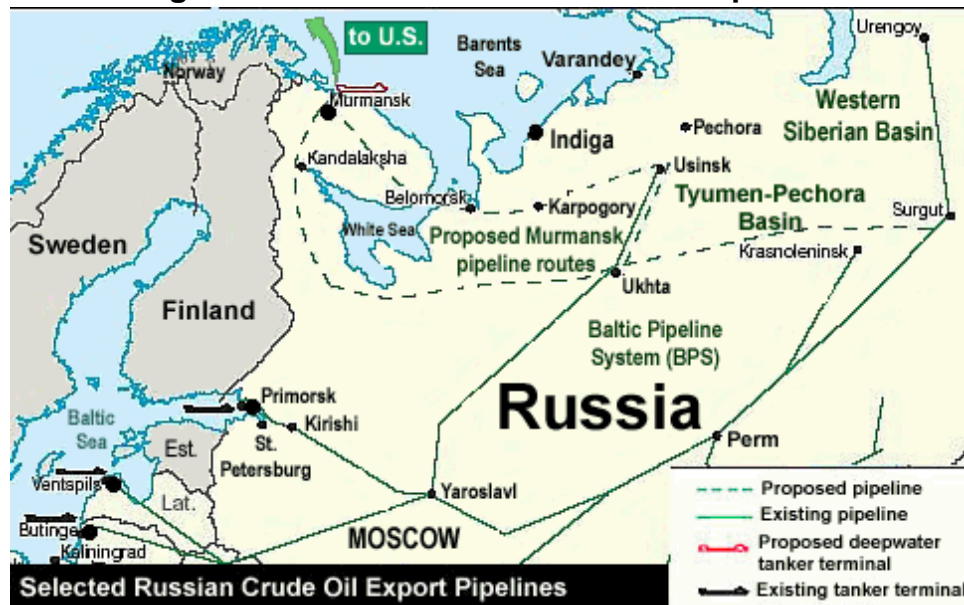 to U.S.
Barents
Sea
Urengoy
Norway
Varandey
Murmansk
Western
Siberian Basin
Indiga
Pechora
Kandalaksha
Usinsk
Belomorsk
Karpogory
Tyumen-Pechora
Basin
Surgut
White Sea
Sweden
Proposed Murmansk
pipeline routes
Krasnoleninsk
Ukhta
Finland
Baltic Pipeline
System (BPS)
Russia
Primorsk
Baltic
Sea
Kirishi
St.
Petersburg
Est.
Perm
Ventspils
Lat.
Yaroslavl
Butinge
MOSCOW
Kaliningrad
Proposed pipeline
Existing pipeline
Proposed deepwater
tanker terminal
Existing tanker terminal
Selected Russian Crude Oil Export Pipelines